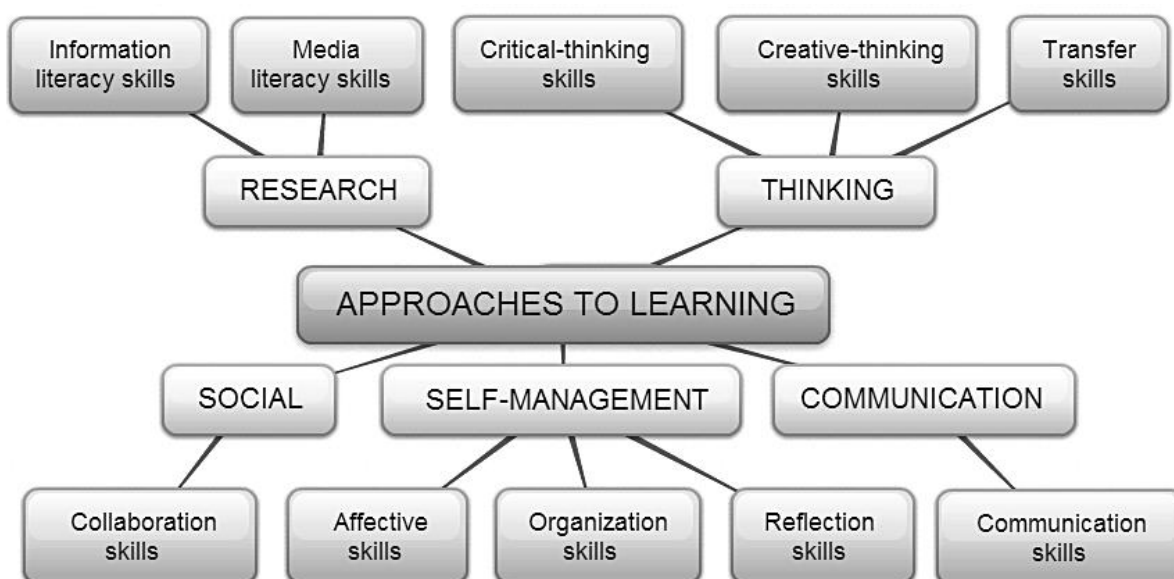 Information
literacy skills
Media
literacy skills
Critical-thinking
skills
Creative-thinking
skills
Transfer
skills
RESEARCH
THINKING
APPROACHES TO LEARNING
SOCIAL
SELF-MANAGEMENT
COMMUNICATION
Collaboration
skills
Affective
skills
Organization
skills
Reflection
skills
Communication
skills